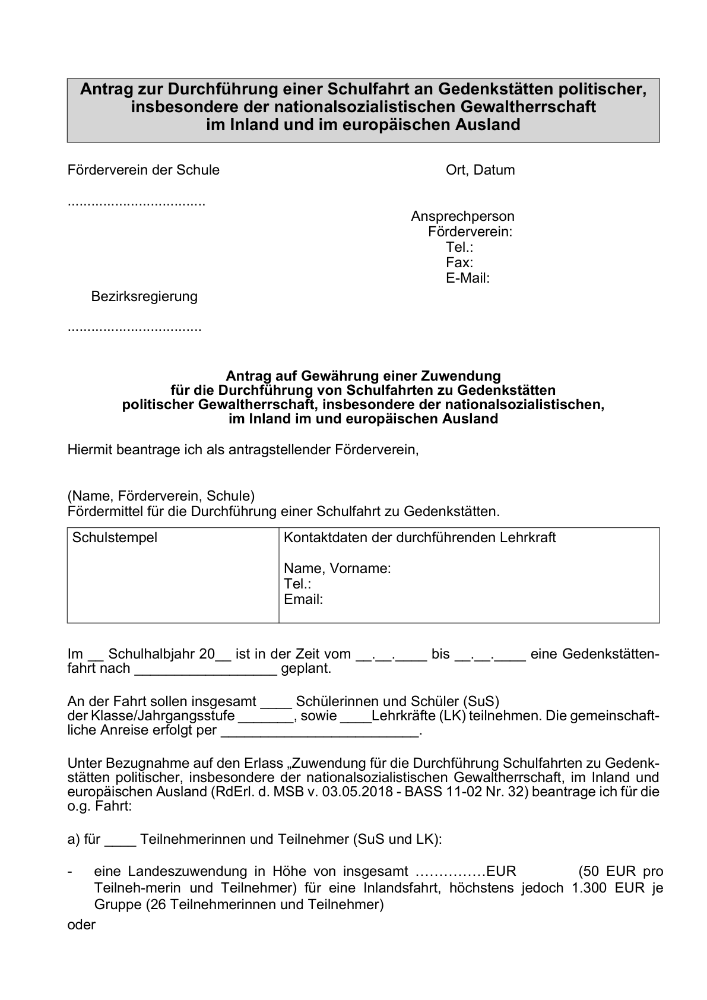 Antrag zur Durchführung einer Schulfahrt an Gedenkstätten politischer,
insbesondere der nationalsozialistischen Gewaltherrschaft
im Inland und im europäischen Ausland
Förderverein der Schule
Ort, Datum
...................................
Ansprechperson
Förderverein:
Tel.:
Fax:
E-Mail:
Bezirksregierung
..................................
Antrag auf Gewährung einer Zuwendung
für die Durchführung von Schulfahrten zu Gedenkstätten
politischer Gewaltherrschaft, insbesondere der nationalsozialistischen,
im Inland im und europäischen Ausland
Hiermit beantrage ich als antragstellender Förderverein,
(Name, Förderverein, Schule)
Fördermittel für die Durchführung einer Schulfahrt zu Gedenkstätten.
Schulstempel
Kontaktdaten der durchführenden Lehrkraft
Name, Vorname:
Tel.:
Email:
Im __ Schulhalbjahr 20__ ist in der Zeit vom __.__.____ bis __.__.____ eine Gedenkstätten-
fahrt nach __________________ geplant.
An der Fahrt sollen insgesamt ____ Schülerinnen und Schüler (SuS)
der Klasse/Jahrgangsstufe _______, sowie ____Lehrkräfte (LK) teilnehmen. Die gemeinschaft-
liche Anreise erfolgt per _________________________.
Unter Bezugnahme auf den Erlass „Zuwendung für die Durchführung Schulfahrten zu Gedenk-
stätten politischer, insbesondere der nationalsozialistischen Gewaltherrschaft, im Inland und
europäischen Ausland (RdErl. d. MSB v. 03.05.2018 - BASS 11-02 Nr. 32) beantrage ich für die
o.g. Fahrt:
a) für ____ Teilnehmerinnen und Teilnehmer (SuS und LK):
- eine Landeszuwendung in Höhe von insgesamt ……………EUR (50 EUR pro
Teilneh-merin und Teilnehmer) für eine Inlandsfahrt, höchstens jedoch 1.300 EUR je
Gruppe (26 Teilnehmerinnen und Teilnehmer)
oder